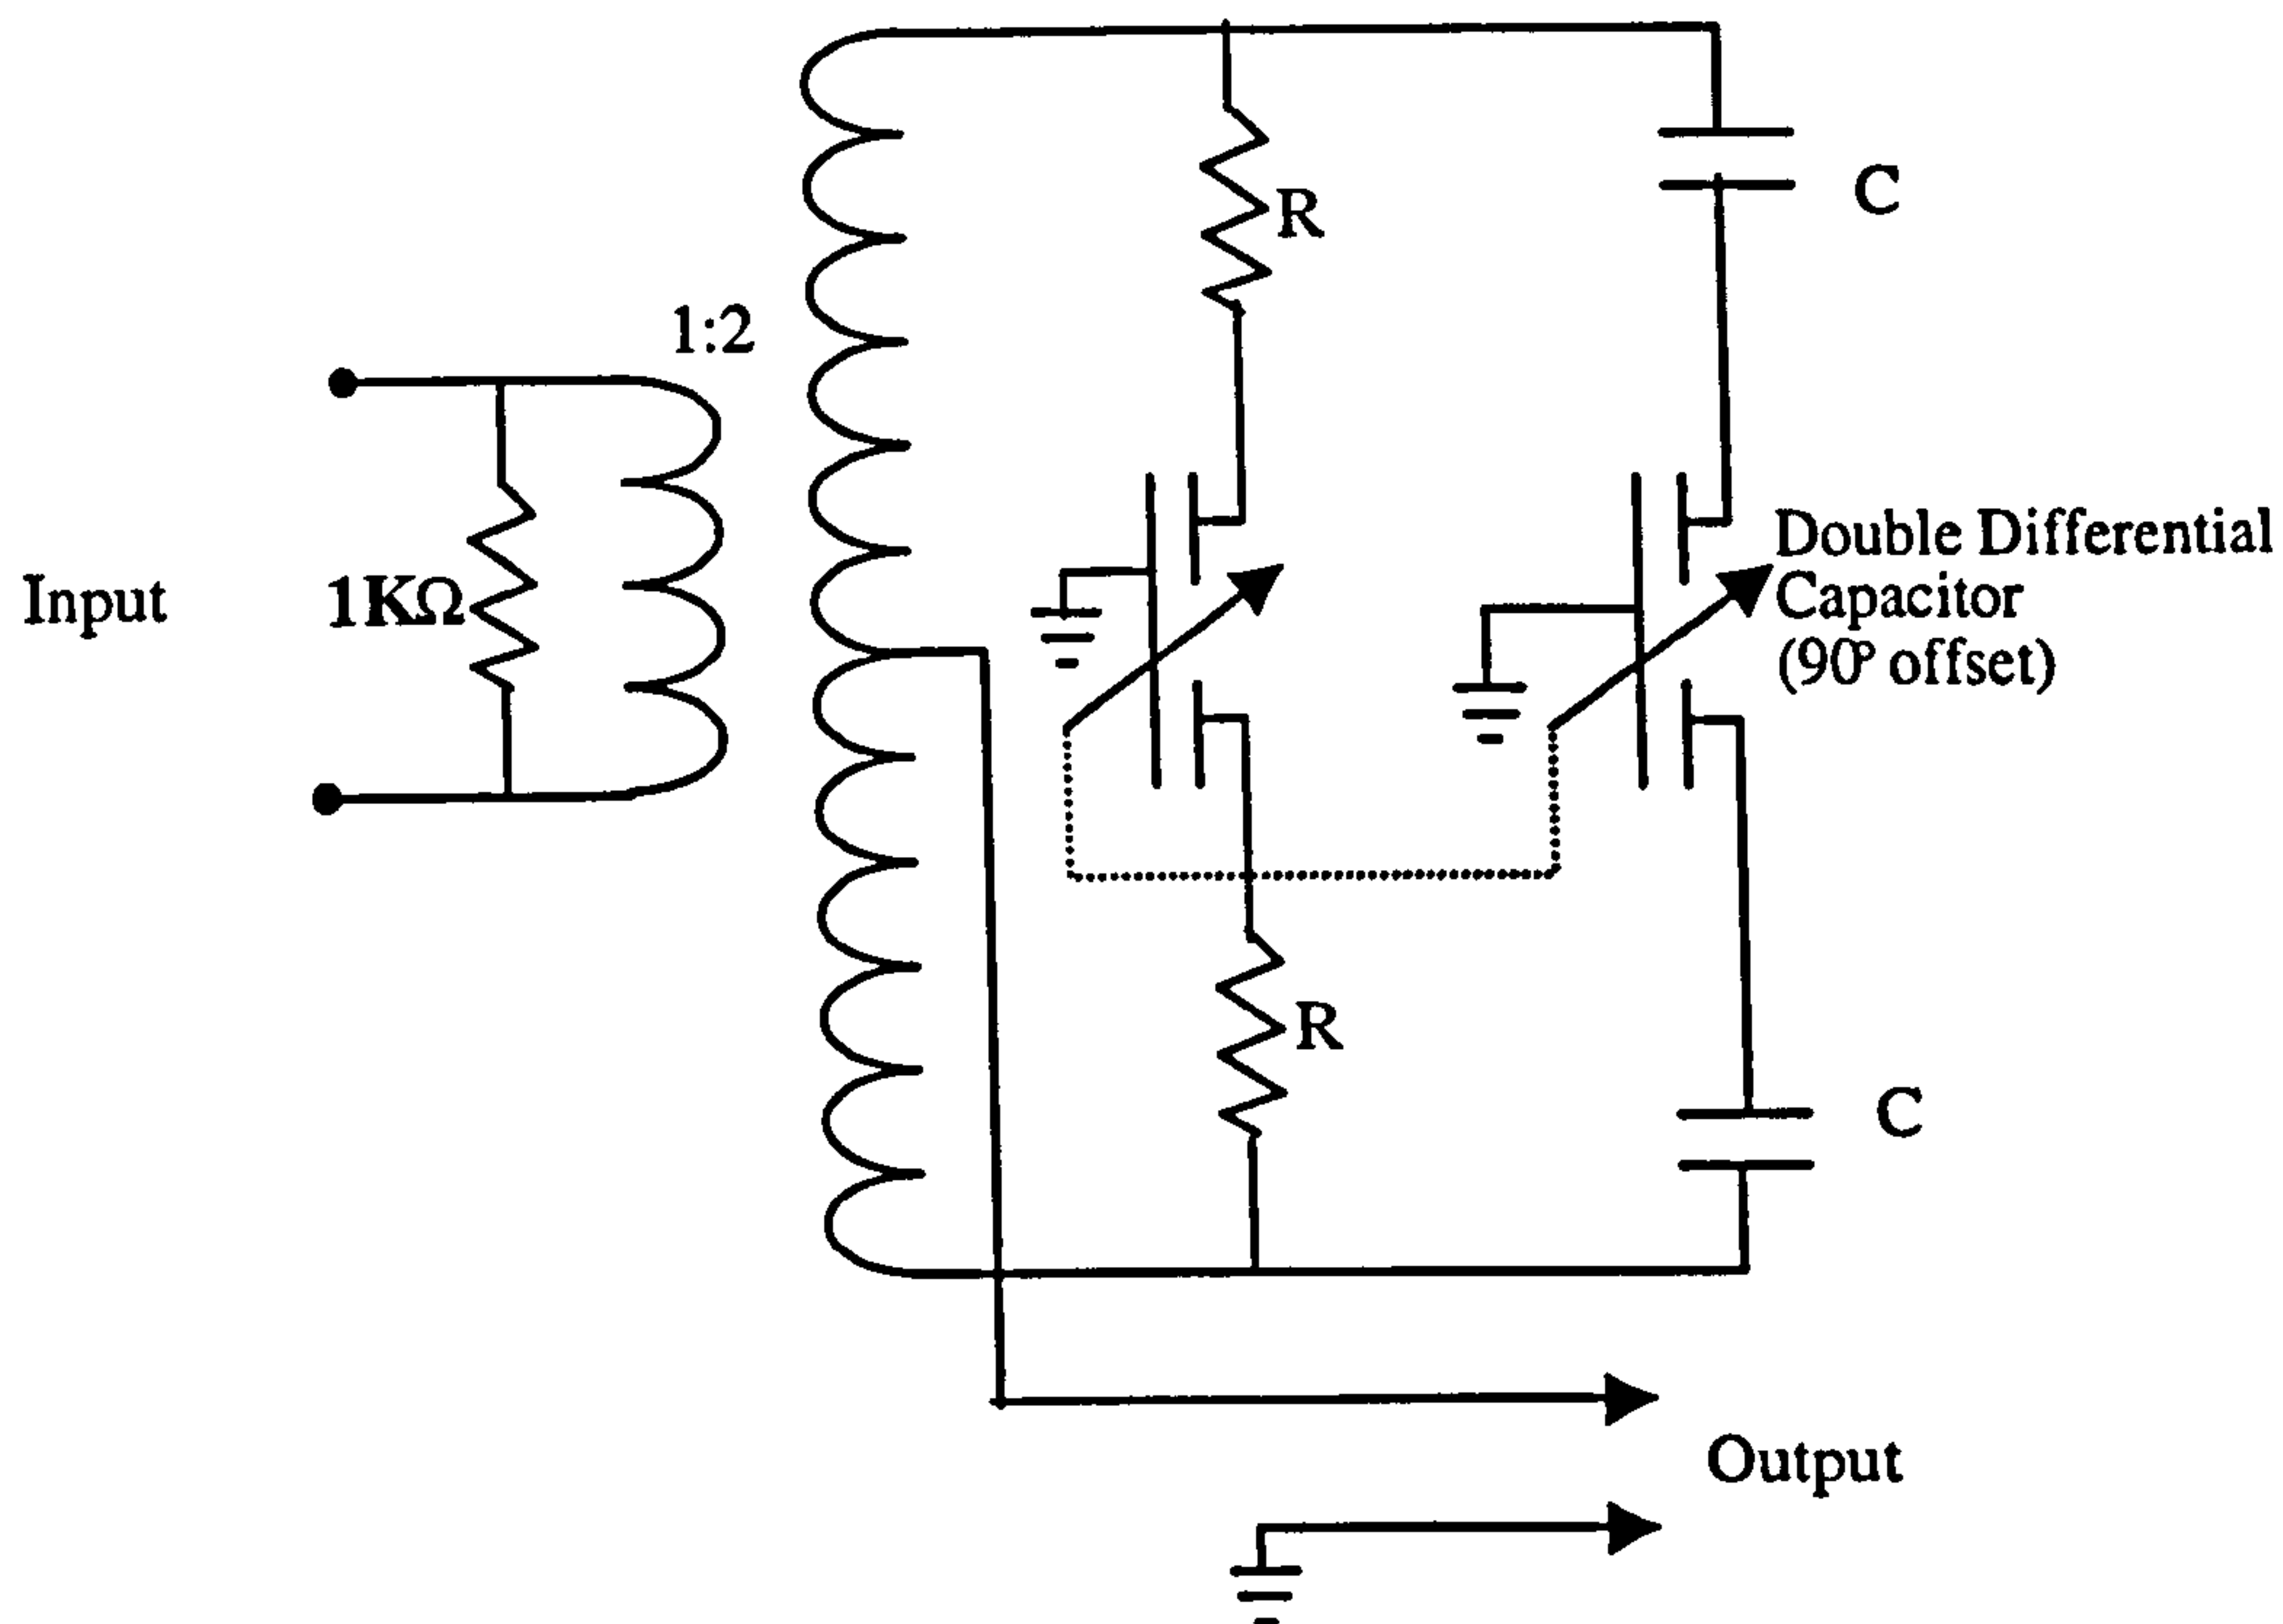 C
R
1:2
Double Differential
Capacitor
(90° offset)
Input
1KΩ
R
C
Output